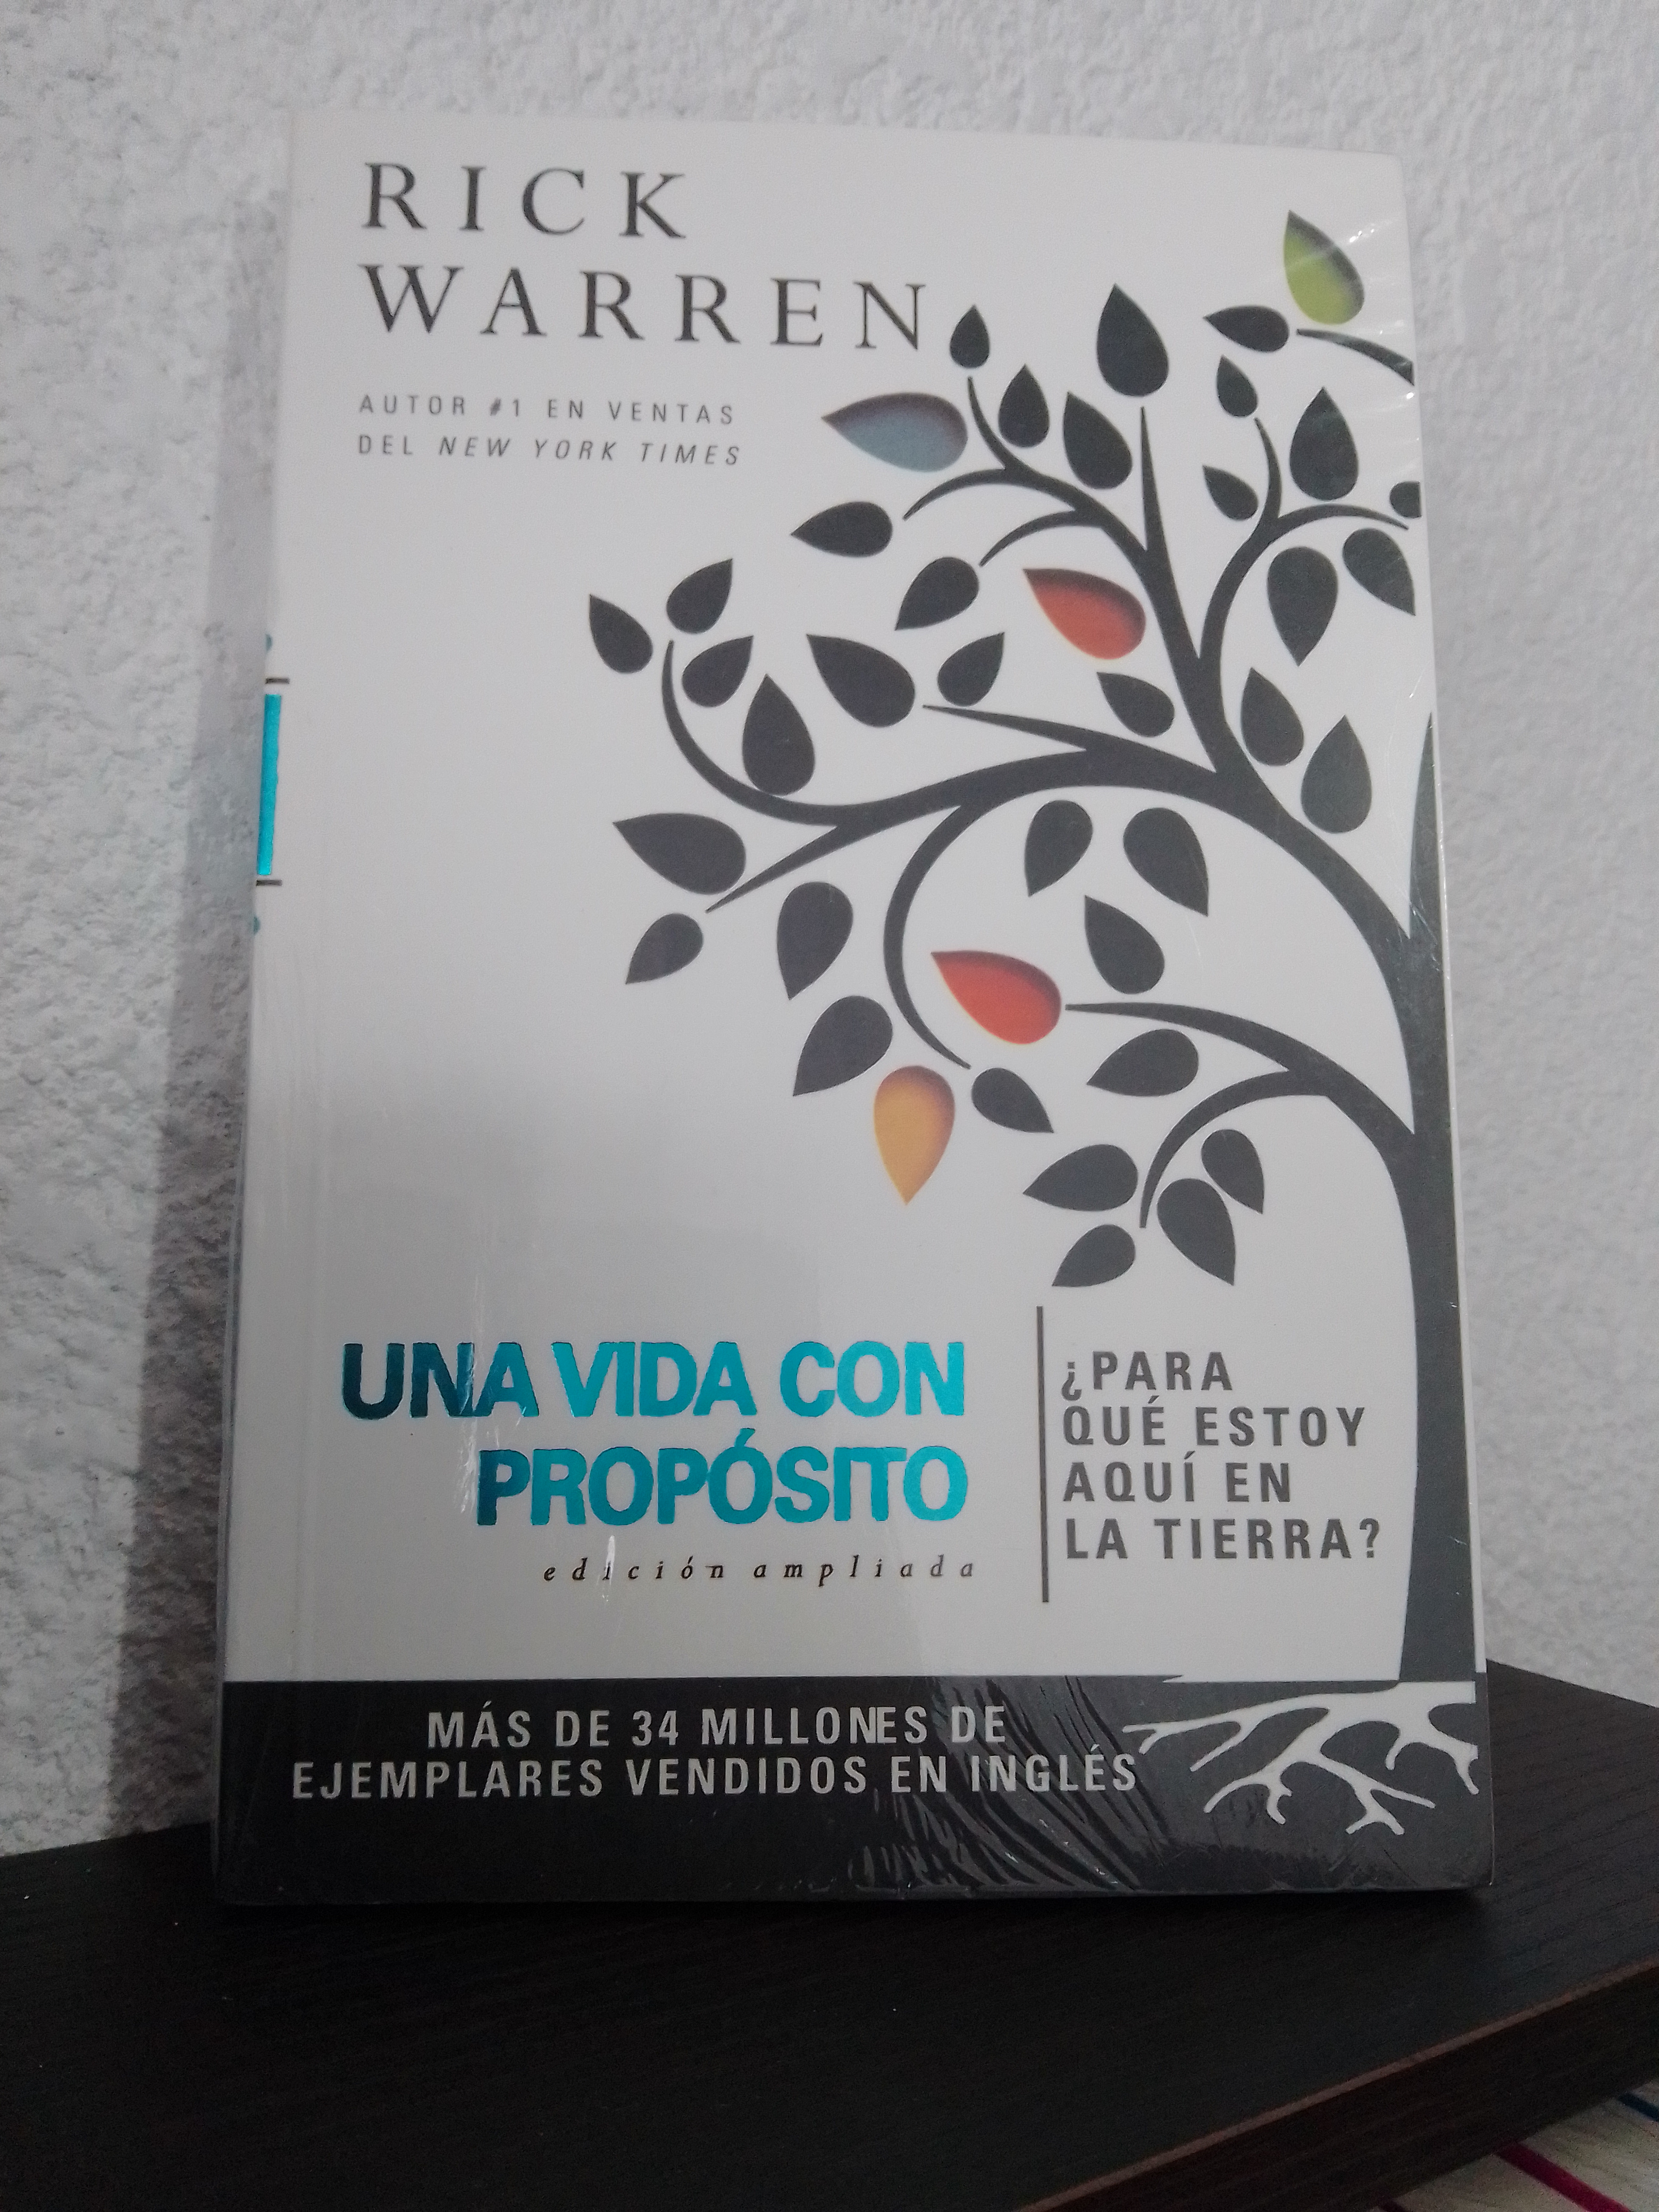 RICK
WARREN
AUTOR #1 EN VENTAS
DEL NEW YORK TIMES
UNA VIDA CON
PROPÓSITO
edición ampliada
¿PARA
QUÉ ESTOY
AQUÍ EN
LA TIERRA?
MÁS DE 34 MILLONES DE
EJEMPLARES VENDIDOS EN INGLÉS